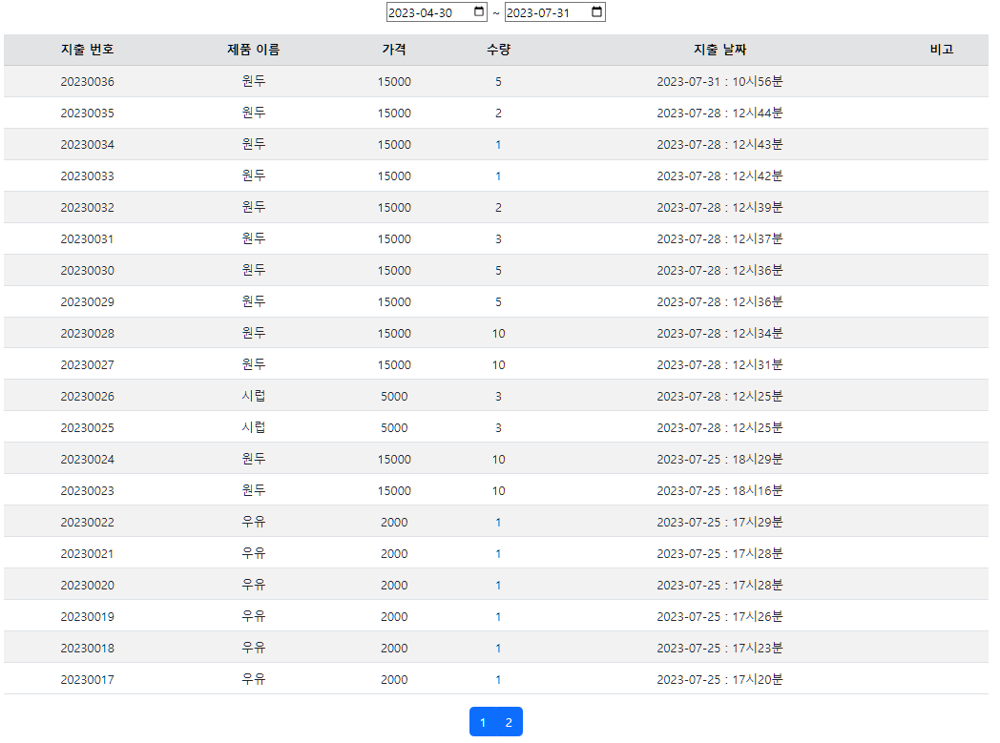 2023-04-30 ~ 2023-07-31
지출 번호 제품 이름 가격 수량 지출 날짜 비고
20230036 원두 15000 5 2023-07-31 : 10시56분
20230035 원두 15000 2 2023-07-28 : 12시44분
20230034 원두 15000 1 2023-07-28 : 12시43분
20230033 원두 15000 1 2023-07-28 : 12시42분
20230032 원두 15000 2 2023-07-28 : 12시39분
20230031 원두 15000 3 2023-07-28 : 12시37분
20230030 원두 15000 5 2023-07-28 : 12시36분
20230029 원두 15000 5 2023-07-28 : 12시36분
20230028 원두 15000 10 2023-07-28 : 12시34분
20230027 원두 15000 10 2023-07-28 : 12시31분
20230026 시럽 5000 3 2023-07-28 : 12시25분
20230025 시럽 5000 3 2023-07-28 : 12시25분
20230024 원두 15000 10 2023-07-25 : 18시29분
20230023 원두 15000 10 2023-07-25 : 18시16분
20230022 우유 2000 1 2023-07-25 : 17시29분
20230021 우유 2000 1 2023-07-25 : 17시28분
20230020 우유 2000 1 2023-07-25 : 17시28분
20230019 우유 2000 1 2023-07-25 : 17시26분
20230018 우유 2000 1 2023-07-25 : 17시23분
20230017 우유 2000 1 2023-07-25 : 17시20분
1 2